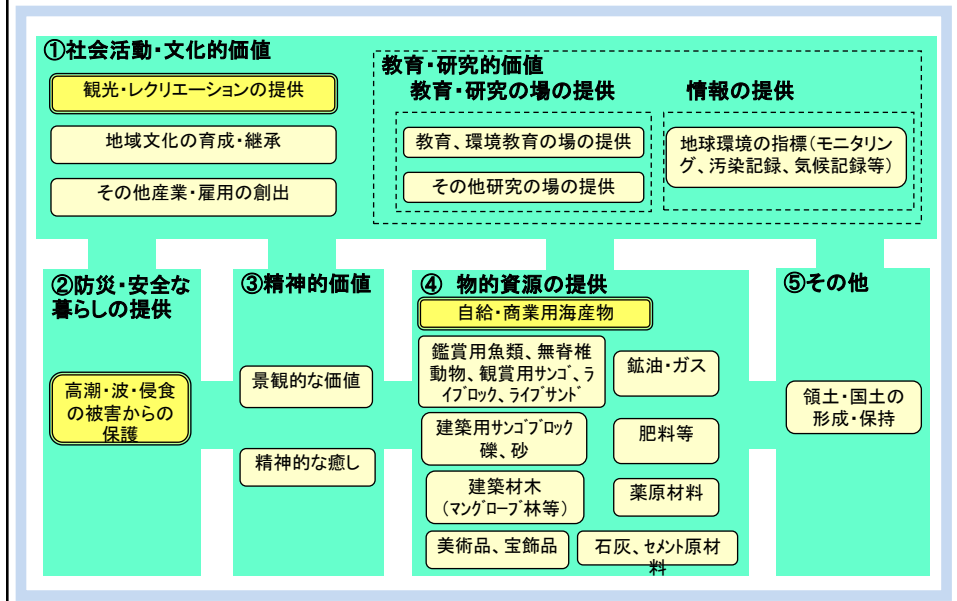 ①社会活動・文化的価値
観光・レクリエーションの提供
地域文化の育成・継承
その他産業・雇用の創出
教育・研究的価値
教育・研究の場の提供
教育、環境教育の場の提供
その他研究の場の提供
情報の提供
地球環境の指標(モニタリン
グ、汚染記録、気候記録等)
②防災・安全な
暮らしの提供
高潮・波・侵食
の被害からの
保護
③精神的価値
景観的な価値
精神的な癒し
④ 物的資源の提供
自給・商業用海産物
鑑賞用魚類、無脊椎
動物、観賞用サンゴ、ラ
イブロック、ライブサンド
鉱油・ガス
建築用サンゴブロック
礫、砂
肥料等
建築材木
(マングローブ林等)
薬原材料
美術品、宝飾品
石灰、セメント原材
料
⑤その他
領土・国土の
形成・保持